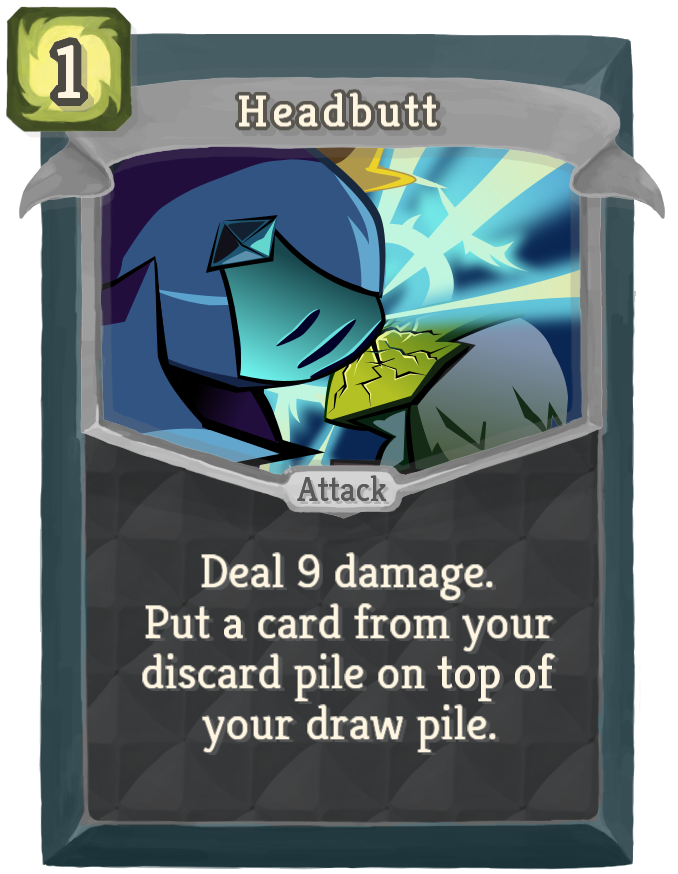 1
Headbutt
Attack
Deal 9 damage.
Put a card from your
discard pile on top of
your draw pile.